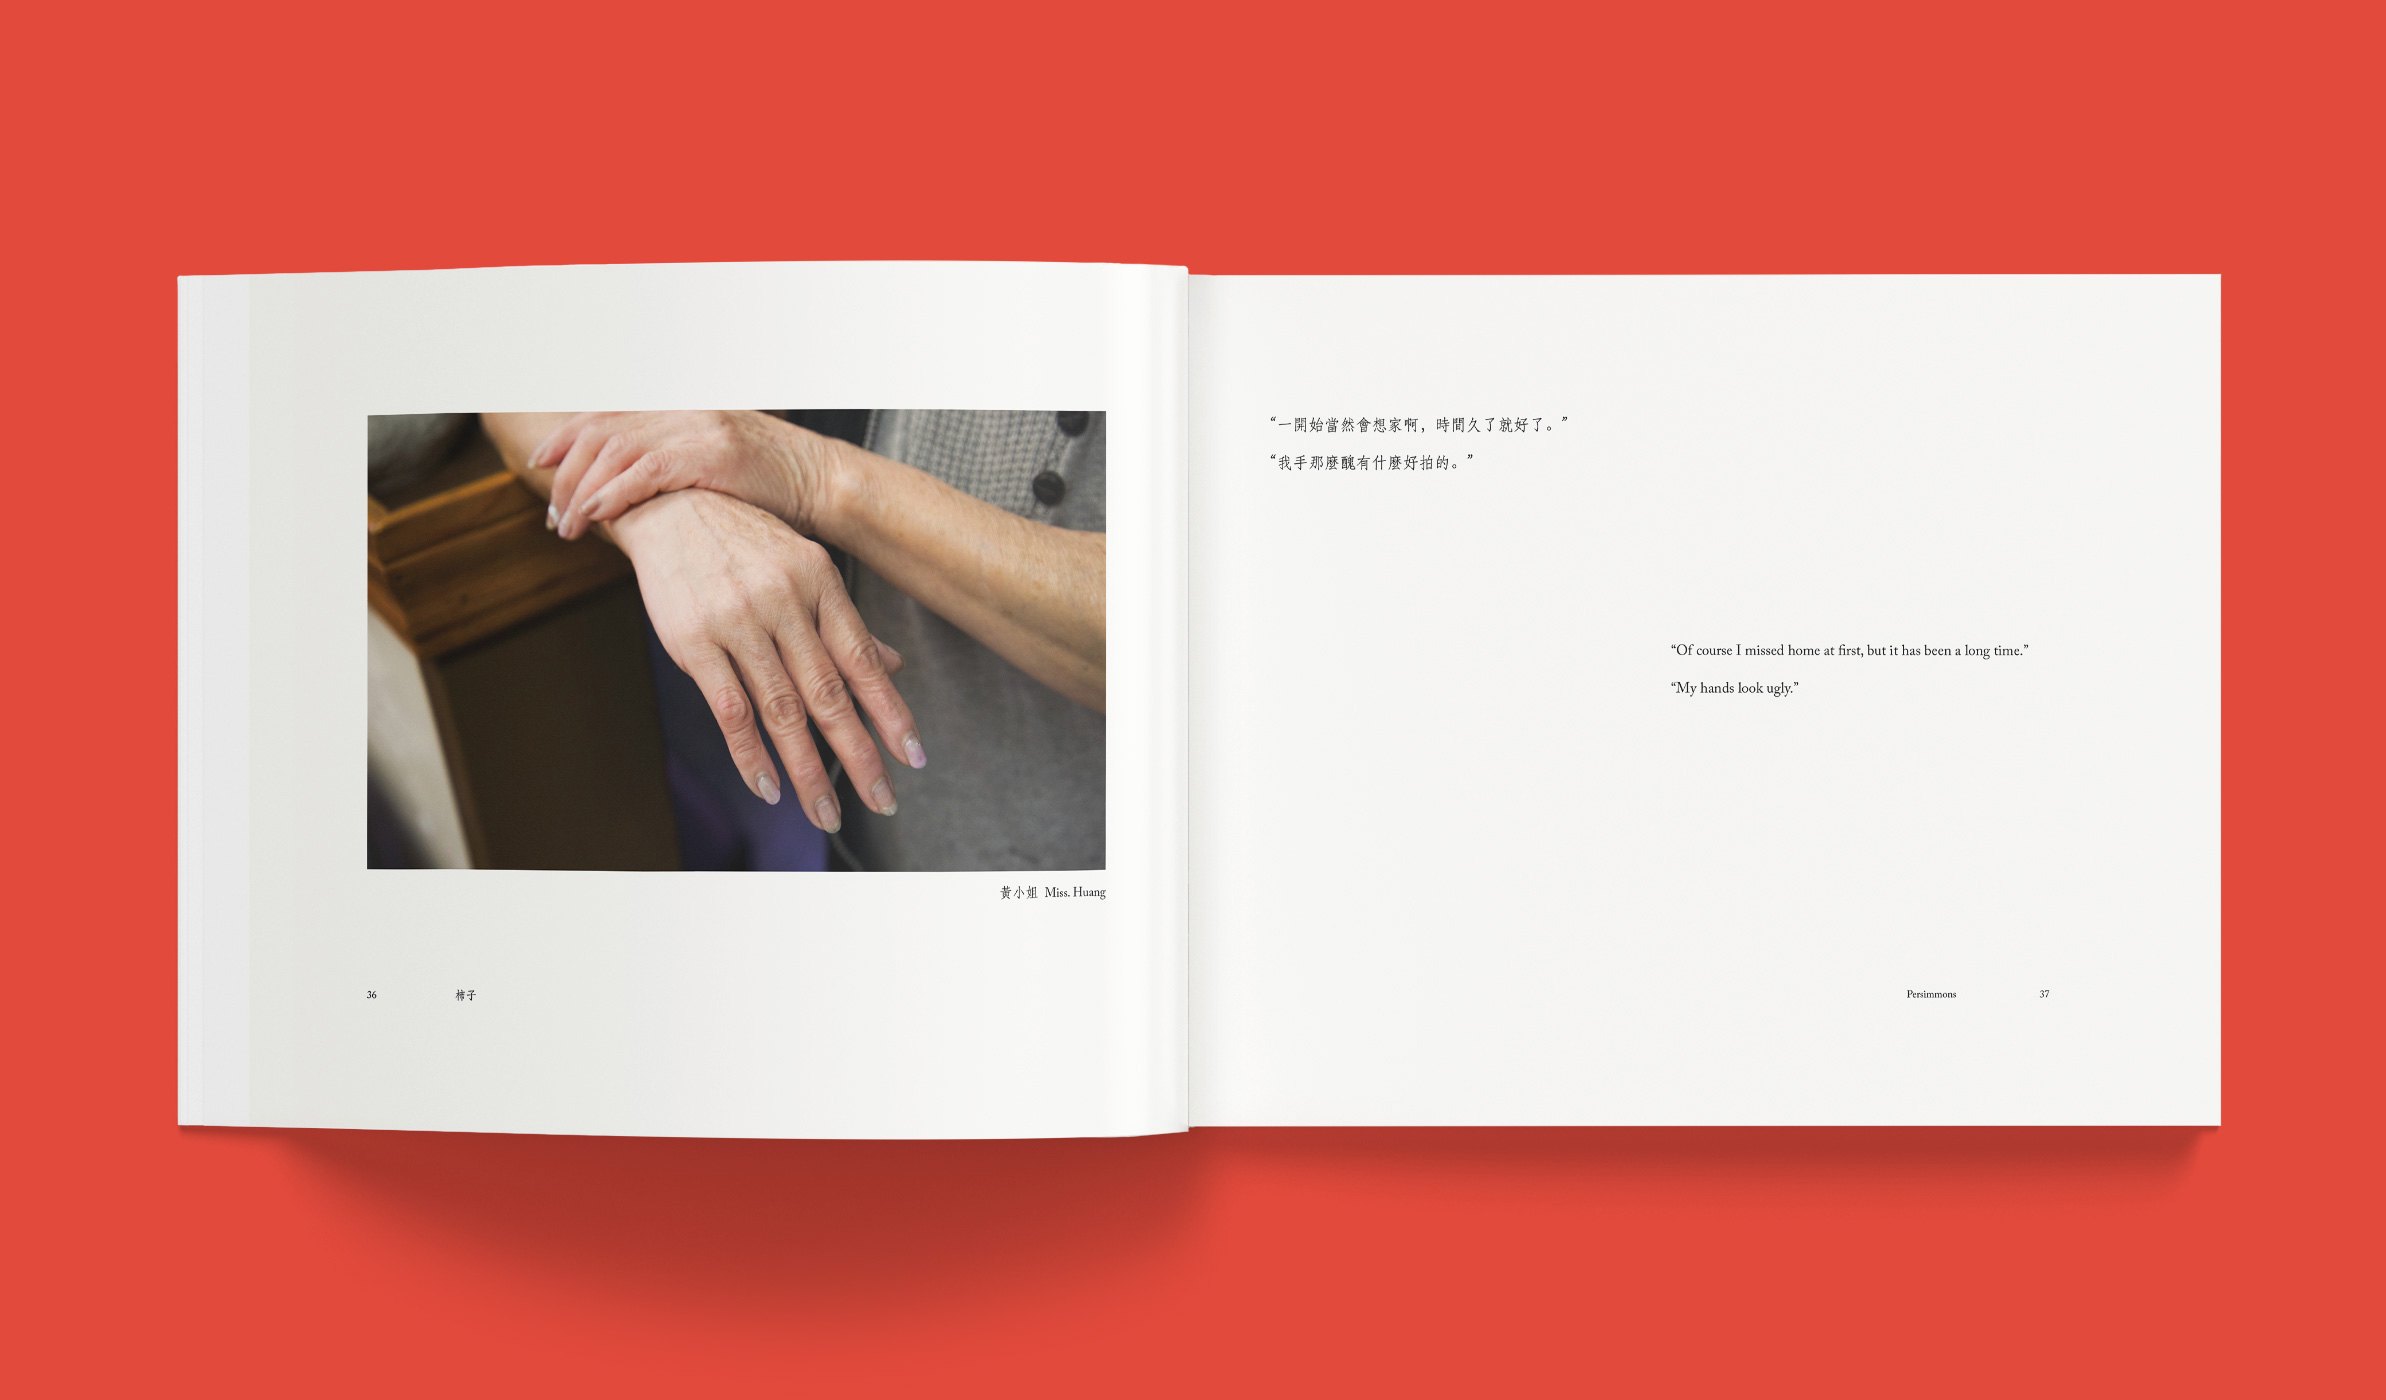 黃小姐 Miss. Huang
36 柿子
“一開始當然會想家啊，時間久了就好了。”
“我手那麼醜有什麼好拍的。”
“Of course I missed home at first, but it has been a long time.”
“My hands look ugly.”
Persimmons 37